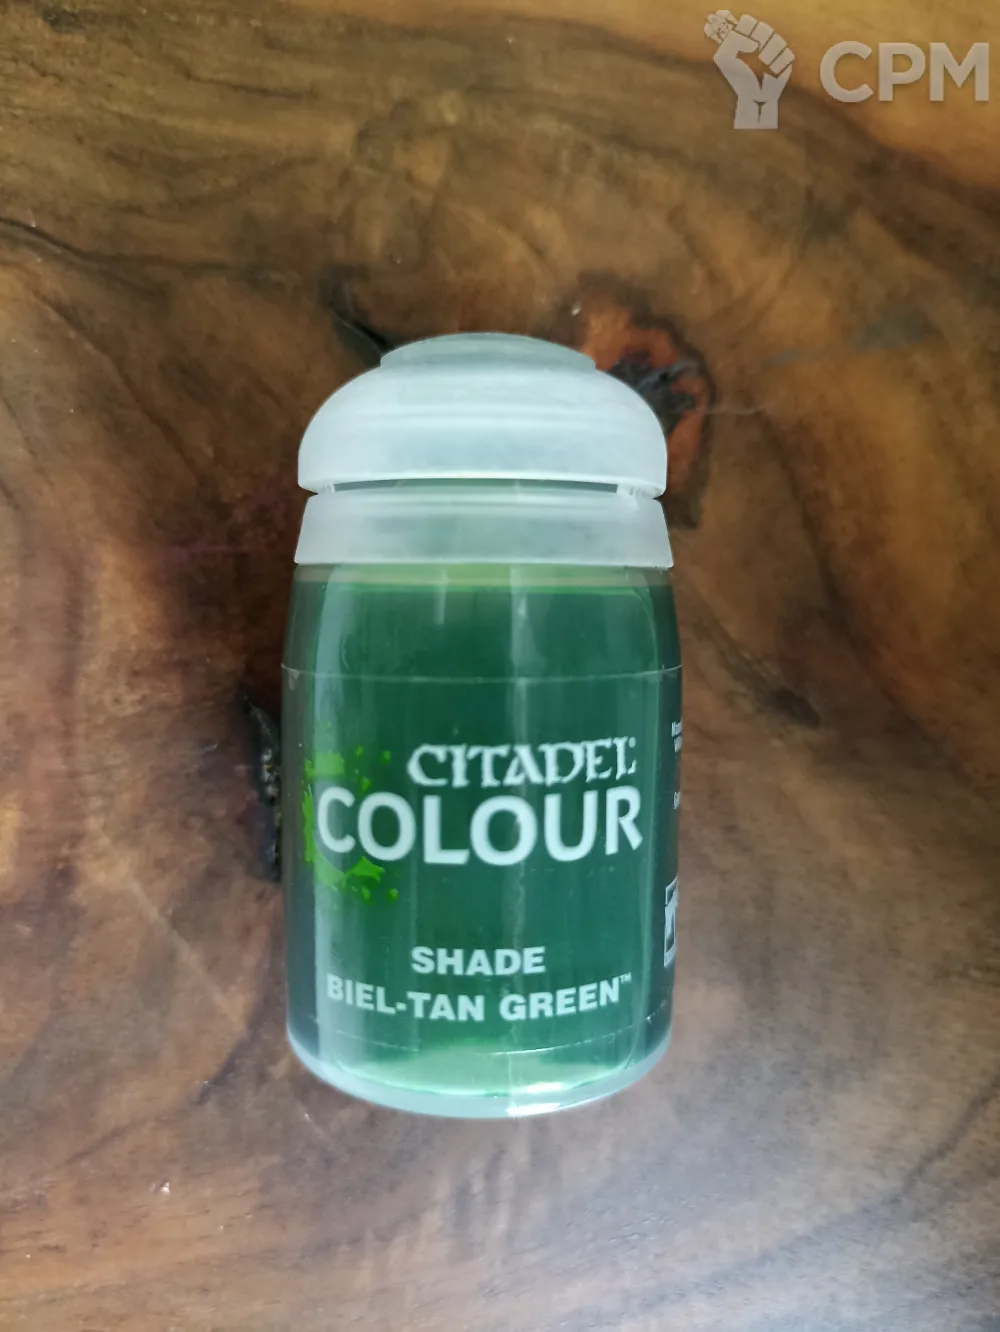 CPM
CITADEL
COLOUR
SHADE
BIEL-TAN GREEN™